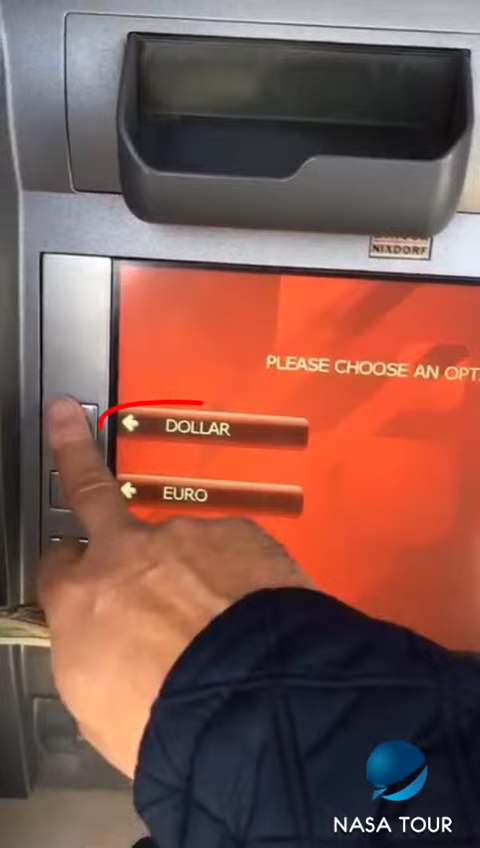 NIXDORF
PLEASE CHOOSE AN OPT
DOLLAR
EURO
NASA TOUR